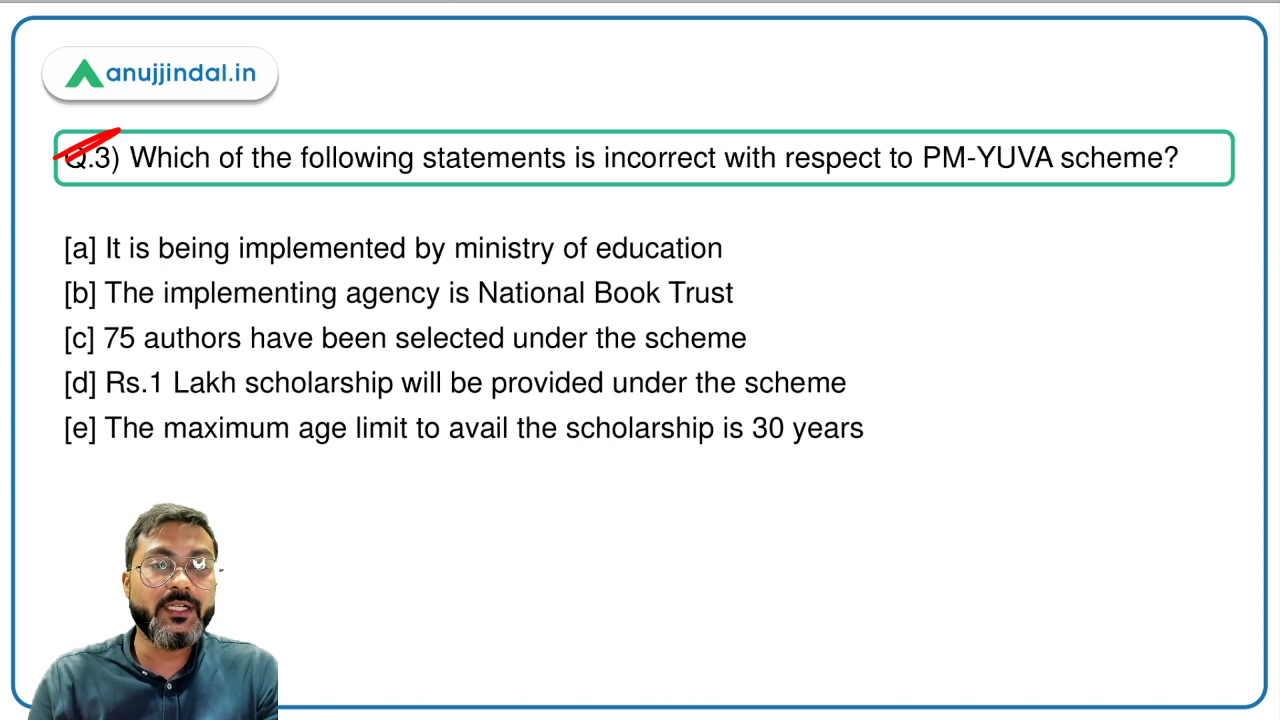 anujjindal.in
Q.3) Which of the following statements is incorrect with respect to PM-YUVA scheme?
[a] It is being implemented by ministry of education
[b] The implementing agency is National Book Trust
[c] 75 authors have been selected under the scheme
[d] Rs.1 Lakh scholarship will be provided under the scheme
[e] The maximum age limit to avail the scholarship is 30 years